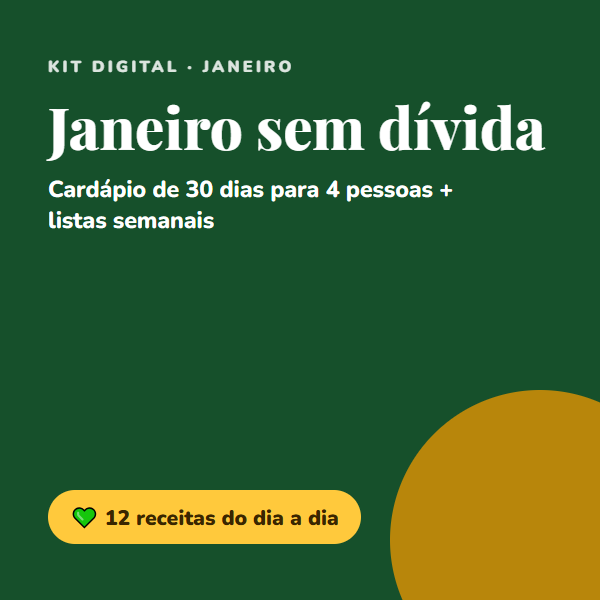 KIT DIGITAL · JANEIRO
Janeiro sem dívida
Cardápio de 30 dias para 4 pessoas +
listas semanais
💚 12 receitas do dia a dia